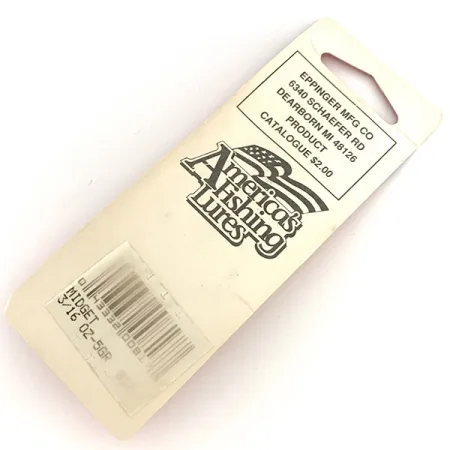 EPPINGER MFG CO
6340 SCHAEFER RD
DEARBORN MI 48126
PRODUCT
CATALOGUE $2.00
America's
Fishing
Lures
MIDGET
3/16 OZ-5GR